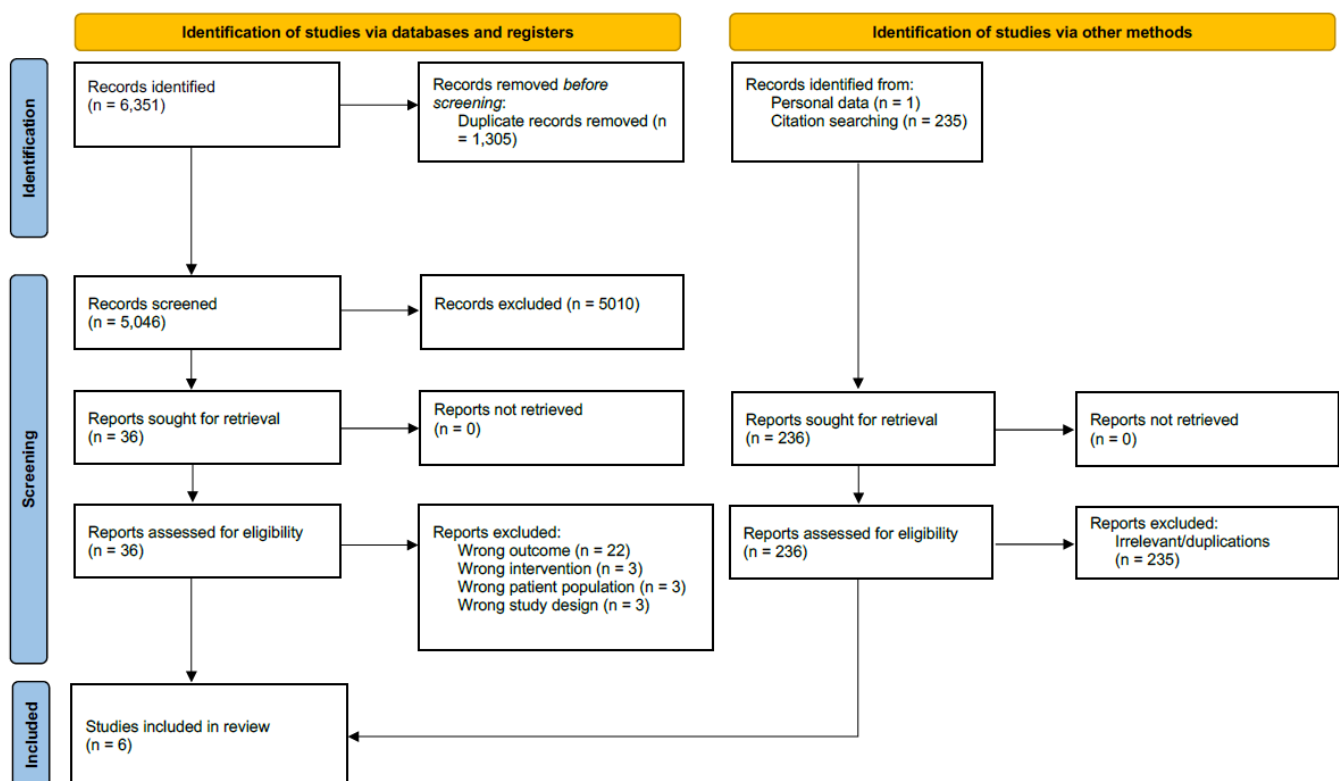 Identification of studies via databases and registers
Identification of studies via other methods
Identification
Records identified
(n = 6,351)
Records removed before
screening:
Duplicate records removed (n
= 1,305)
Records identified from:
Personal data (n = 1)
Citation searching (n = 235)
Screening
Records screened
(n = 5,046)
Records excluded (n = 5010)
Reports sought for retrieval
(n = 36)
Reports not retrieved
(n = 0)
Reports sought for retrieval
(n = 236)
Reports not retrieved
(n = 0)
Reports assessed for eligibility
(n = 36)
Reports excluded:
Wrong outcome (n = 22)
Wrong intervention (n = 3)
Wrong patient population (n = 3)
Wrong study design (n = 3)
Reports assessed for eligibility
(n = 236)
Reports excluded:
Irrelevant/duplications
(n = 235)
Included
Studies included in review
(n = 6)